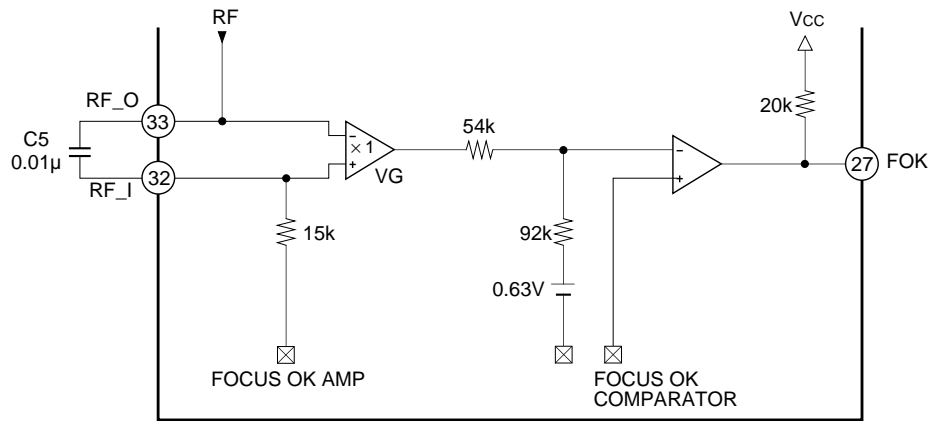 RF
VCC
RF_O
33
20k
C5
0.01µ
54k
− × 1 +
VG
−
+
27
FOK
32
RF_I
15k
92k
0.63V
FOCUS OK AMP
FOCUS OK
COMPARATOR